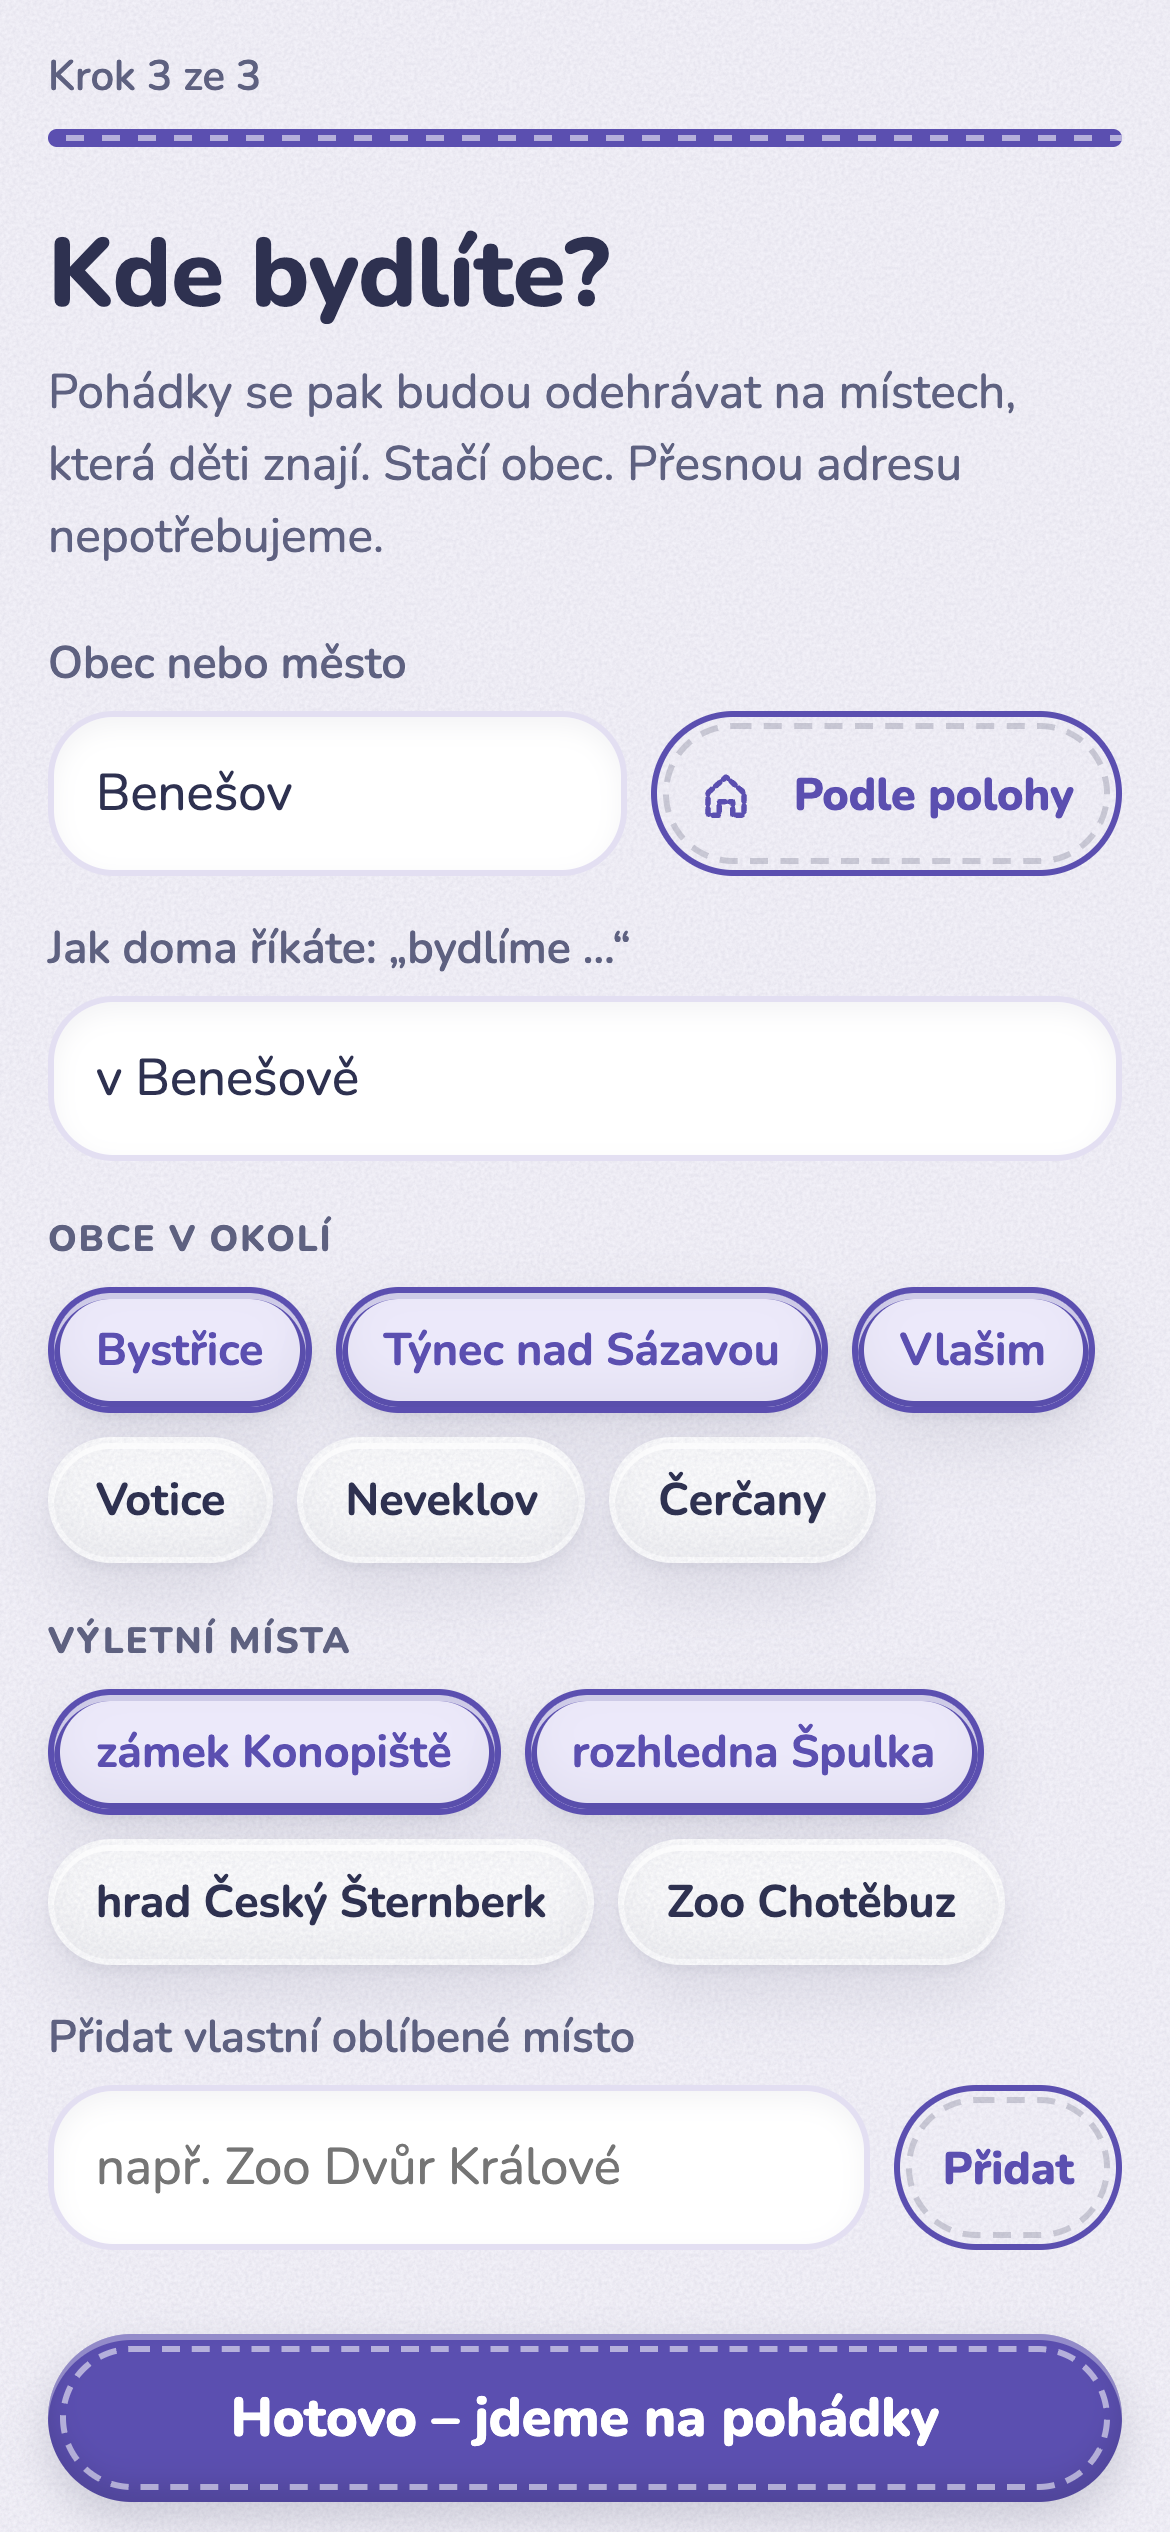 Krok 3 ze 3
Kde bydlíte?
Pohádky se pak budou odehrávat na místech,
která děti znají. Stačí obec. Přesnou adresu
nepotřebujeme.
Obec nebo město
Benešov
Podle polohy
Jak doma říkáte: „bydlíme …“
v Benešově
OBCE V OKOLÍ
Bystřice Týnec nad Sázavou Vlašim
Votice Neveklov Čerčany
VÝLETNÍ MÍSTA
zámek Konopiště rozhledna Špulka
hrad Český Šternberk Zoo Chotěbuz
Přidat vlastní oblíbené místo
např. Zoo Dvůr Králové
Přidat
Hotovo – jdeme na pohádky